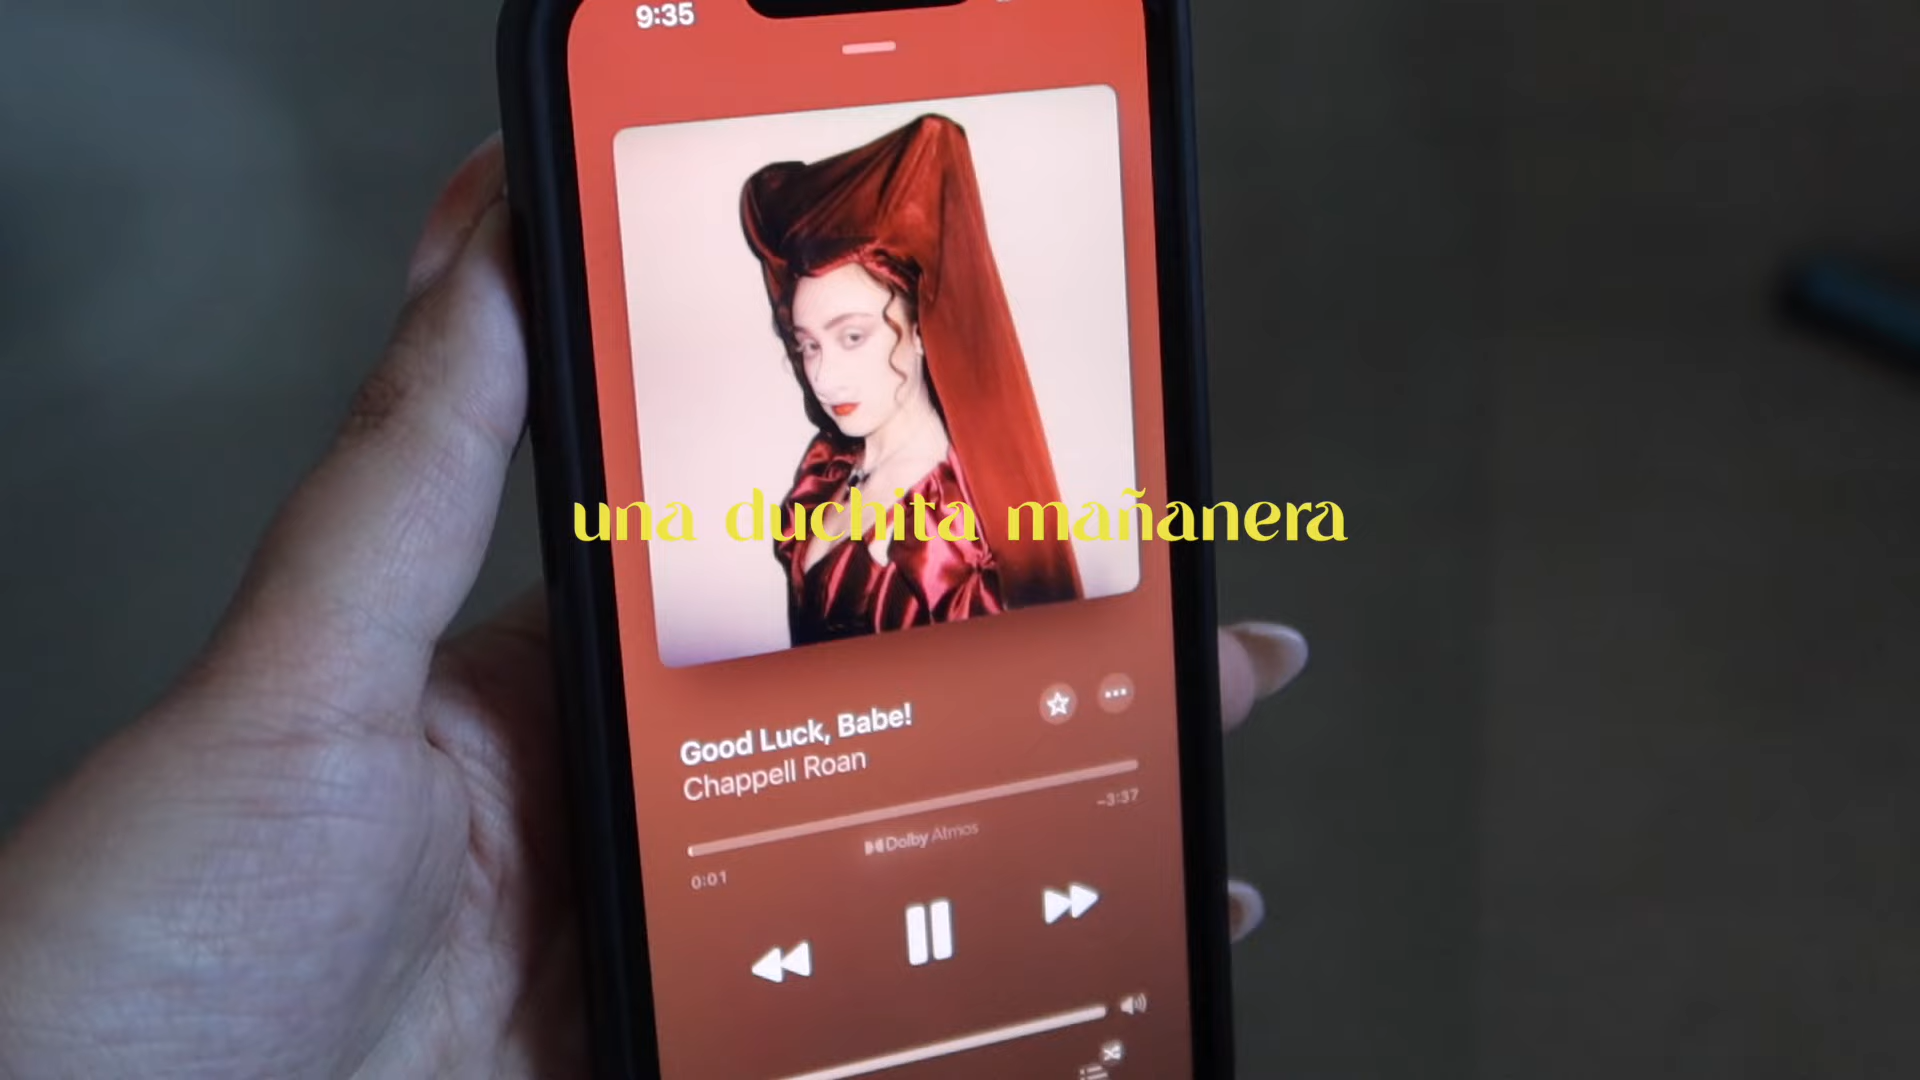 9:35
una duchita mañanera
Good Luck, Babe!
Chappell Roan
0:01
-3:37
Dolby Atmos